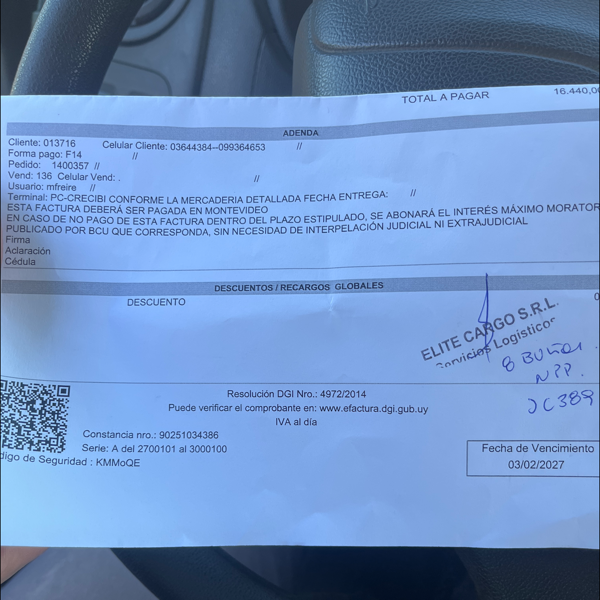 TOTAL A PAGAR 16.440,0
ADENDA
Cliente: 013716 Celular Cliente: 03644384--099364653 //
Forma pago: F14 //
Pedido: 1400357 //
Vend: 136 Celular Vend: . //
Usuario: mfreire //
Terminal: PC-CRECIBI CONFORME LA MERCADERIA DETALLADA FECHA ENTREGA: //
ESTA FACTURA DEBERÁ SER PAGADA EN MONTEVIDEO
EN CASO DE NO PAGO DE ESTA FACTURA DENTRO DEL PLAZO ESTIPULADO, SE ABONARÁ EL INTERÉS MÁXIMO MORATOR
PUBLICADO POR BCU QUE CORRESPONDA, SIN NECESIDAD DE INTERPELACIÓN JUDICIAL NI EXTRAJUDICIAL
Firma
Aclaración
Cédula
DESCUENTOS / RECARGOS GLOBALES
DESCUENTO 0
ELITE CARGO S.R.L.
Servicios Logísticos
8
Resolución DGI Nro.: 4972/2014
Puede verificar el comprobante en: www.efactura.dgi.gub.uy
IVA al día
Constancia nro.: 90251034386
Serie: A del 2700101 al 3000100
digo de Seguridad : KMMoQE
Fecha de Vencimiento
03/02/2027